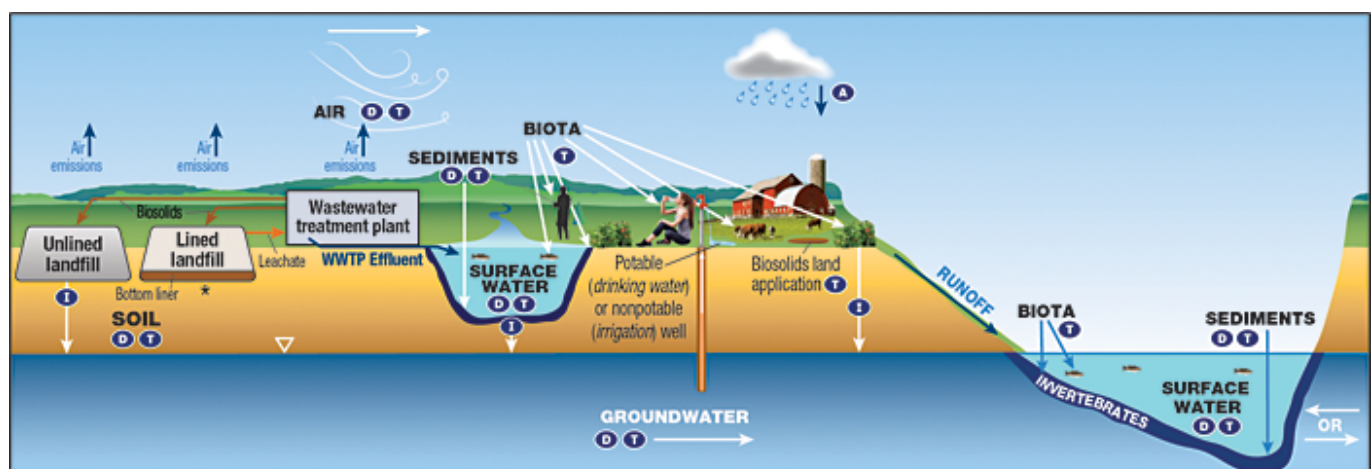 A
AIR D T
Air
emissions
Air
emissions
Air
emissions
BIOTA
T
SEDIMENTS
D T
Biosolids
Wastewater
treatment plant
Unlined
landfill
Lined
landfill
Leachate
WWTP Effluent
Bottom liner
*
I
SOIL
D T
SURFACE
WATER
D T
I
Potable
(drinking water)
or nonpotable
(irrigation) well
Biosolids land
application T
I
RUNOFF
BIOTA
T
SEDIMENTS
D T
INVERTEBRATES
SURFACE
WATER
D T
OR
GROUNDWATER
D T